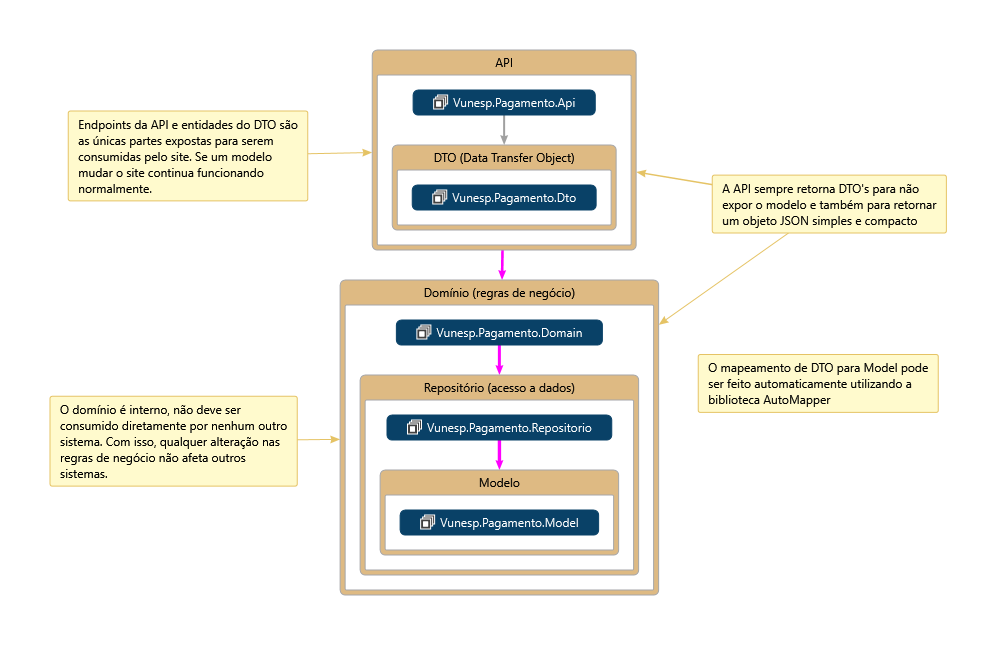 API
Vunesp.Pagamento.Api
Endpoints da API e entidades do DTO são
as únicas partes expostas para serem
consumidas pelo site. Se um modelo
mudar o site continua funcionando
normalmente.
DTO (Data Transfer Object)
Vunesp.Pagamento.Dto
A API sempre retorna DTO's para não
expor o modelo e também para retornar
um objeto JSON simples e compacto
Domínio (regras de negócio)
Vunesp.Pagamento.Domain
O mapeamento de DTO para Model pode
ser feito automaticamente utilizando a
biblioteca AutoMapper
Repositório (acesso a dados)
Vunesp.Pagamento.Repositorio
O domínio é interno, não deve ser
consumido diretamente por nenhum outro
sistema. Com isso, qualquer alteração nas
regras de negócio não afeta outros
sistemas.
Modelo
Vunesp.Pagamento.Model